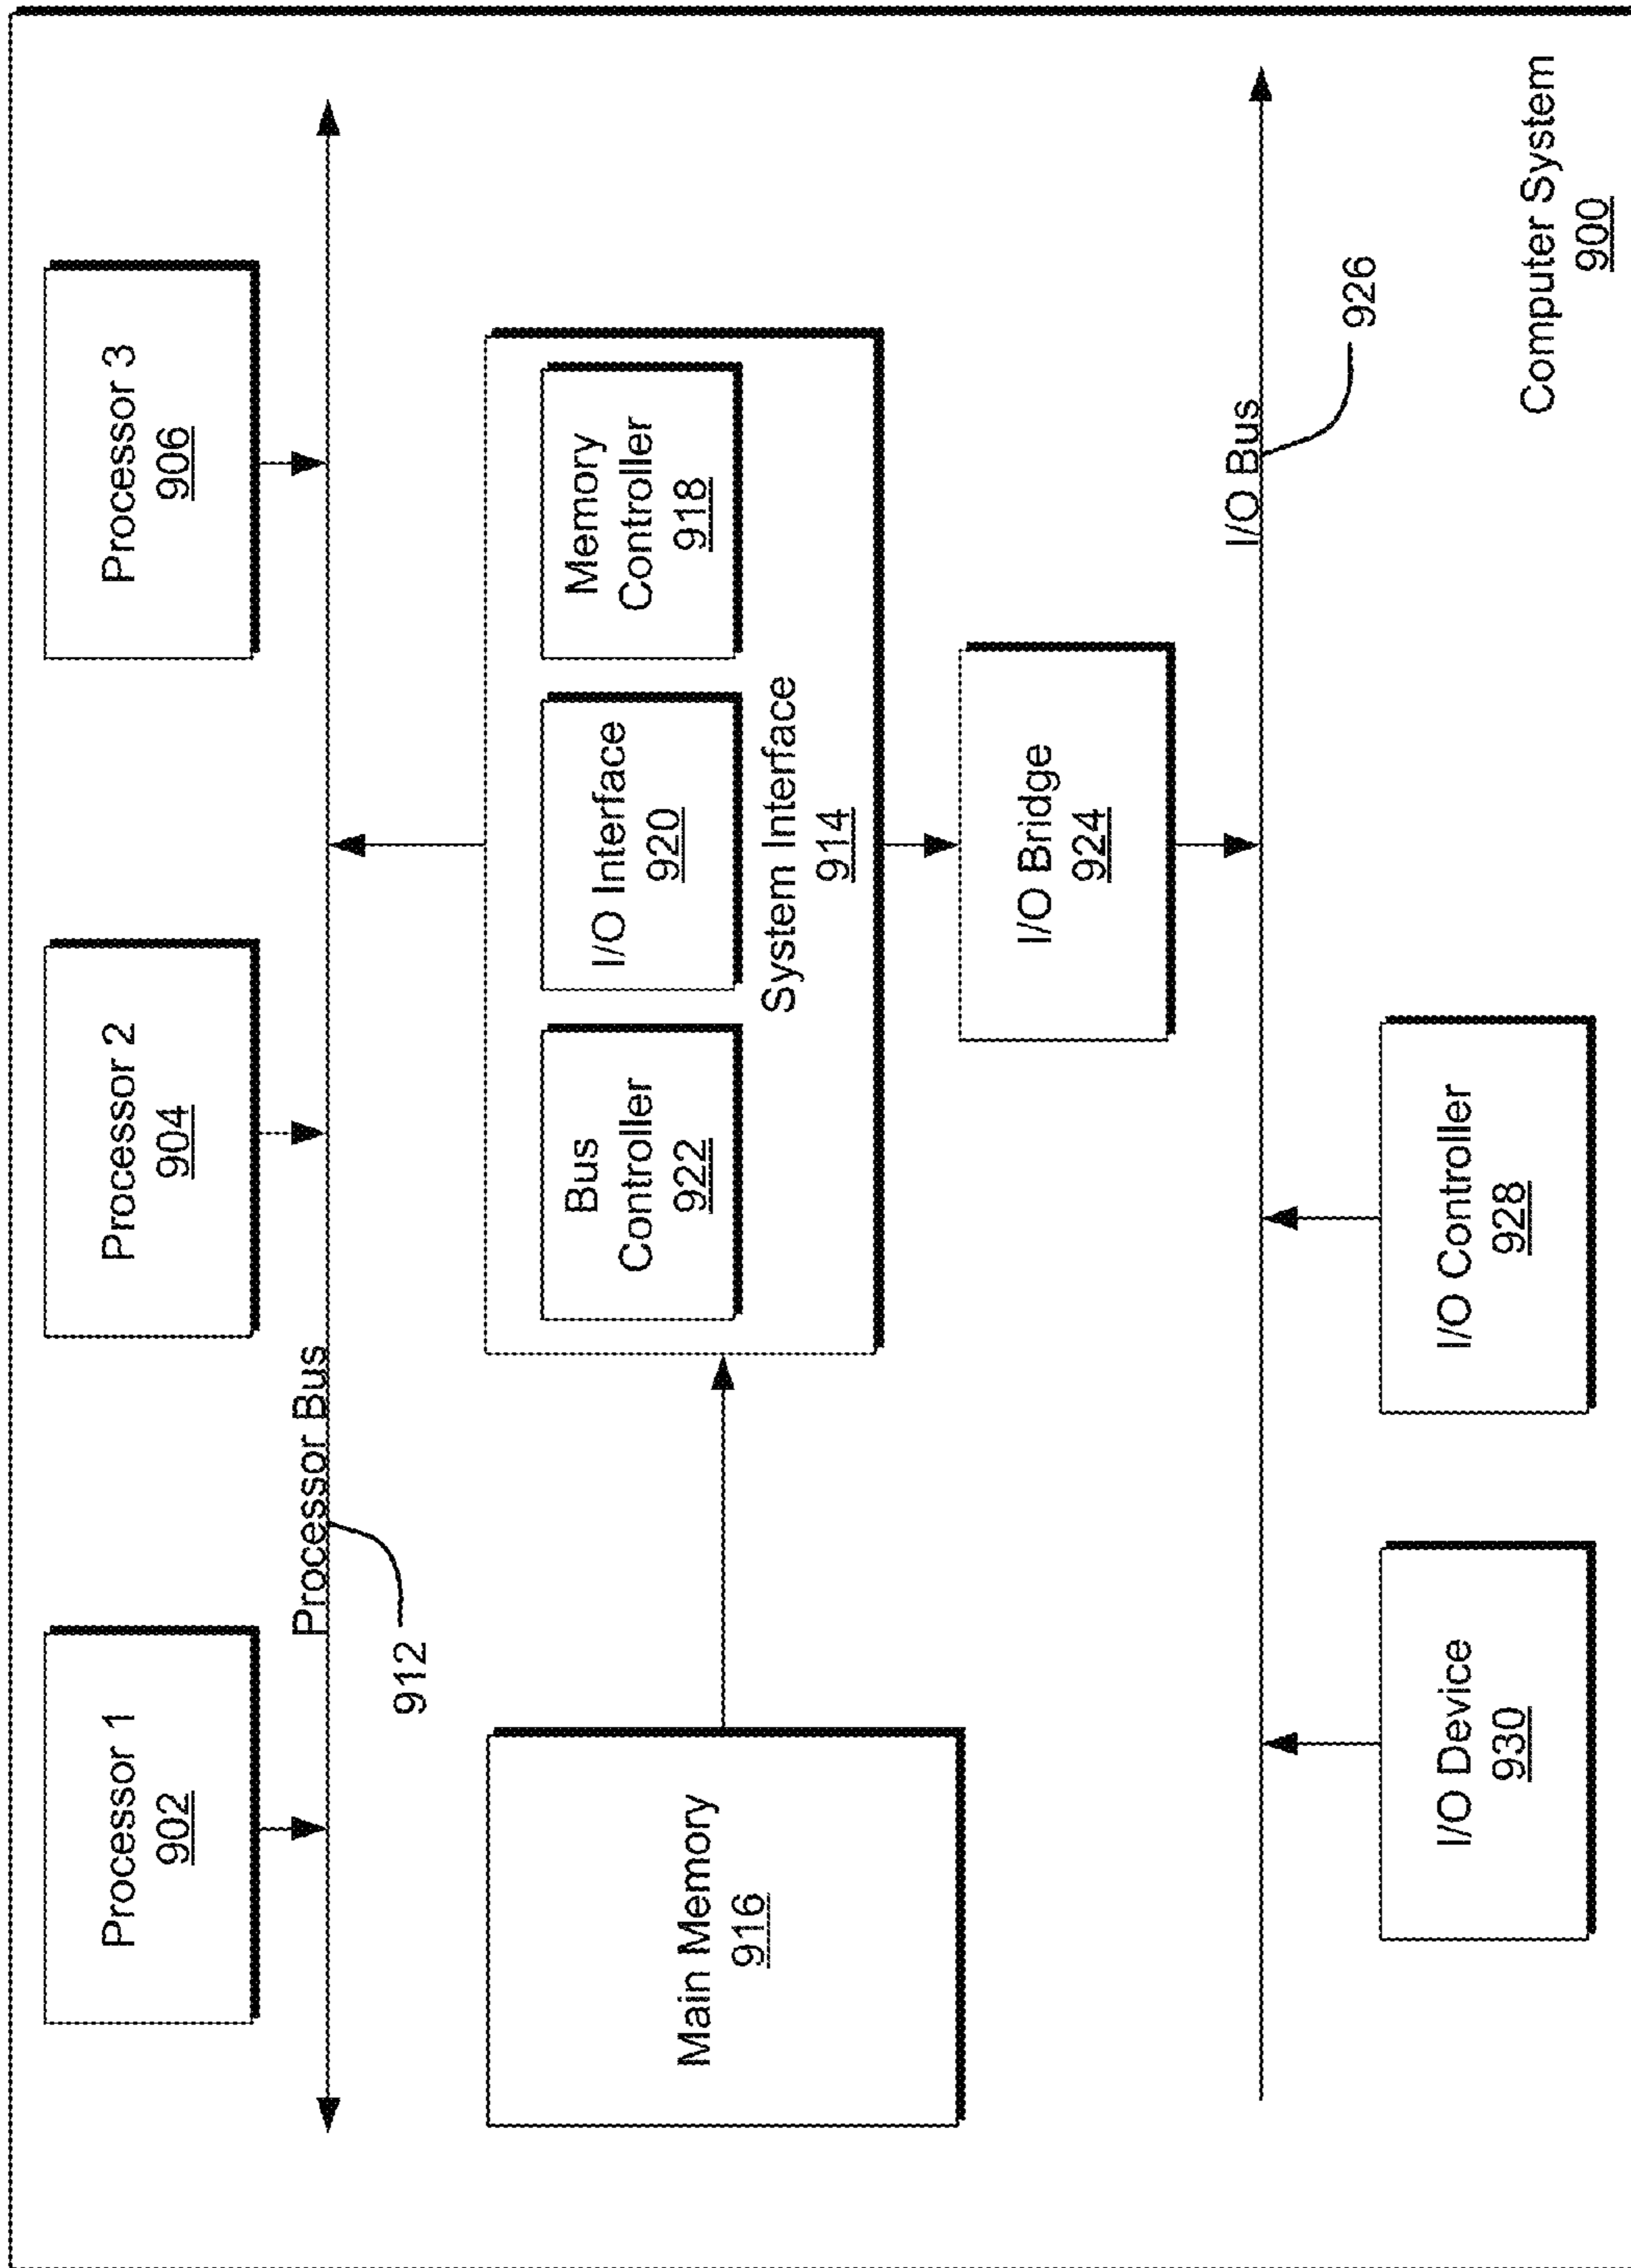 Processor 1
902
Processor 2
904
Processor 3
906
Processor Bus
912
Main Memory
916
Bus
Controller
922
I/O Interface
920
Memory
Controller
918
System Interface
914
I/O Bridge
924
I/O Bus
926
I/O Device
930
I/O Controller
928
Computer System
900